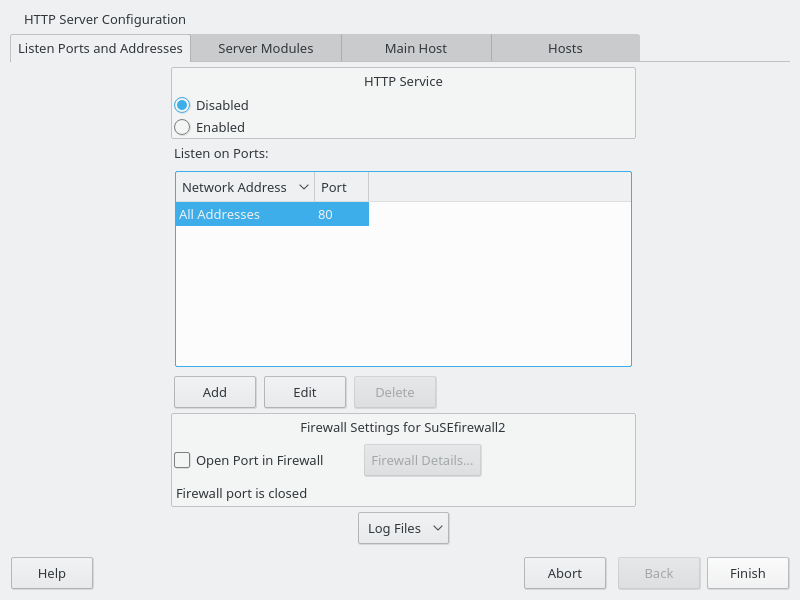 HTTP Server Configuration
Listen Ports and Addresses Server Modules Main Host Hosts
HTTP Service
Disabled
Enabled
Listen on Ports:
Network Address Port
All Addresses 80
Add Edit Delete
Firewall Settings for SuSEfirewall2
Open Port in Firewall Firewall Details...
Firewall port is closed
Log Files
Help Abort Back Finish